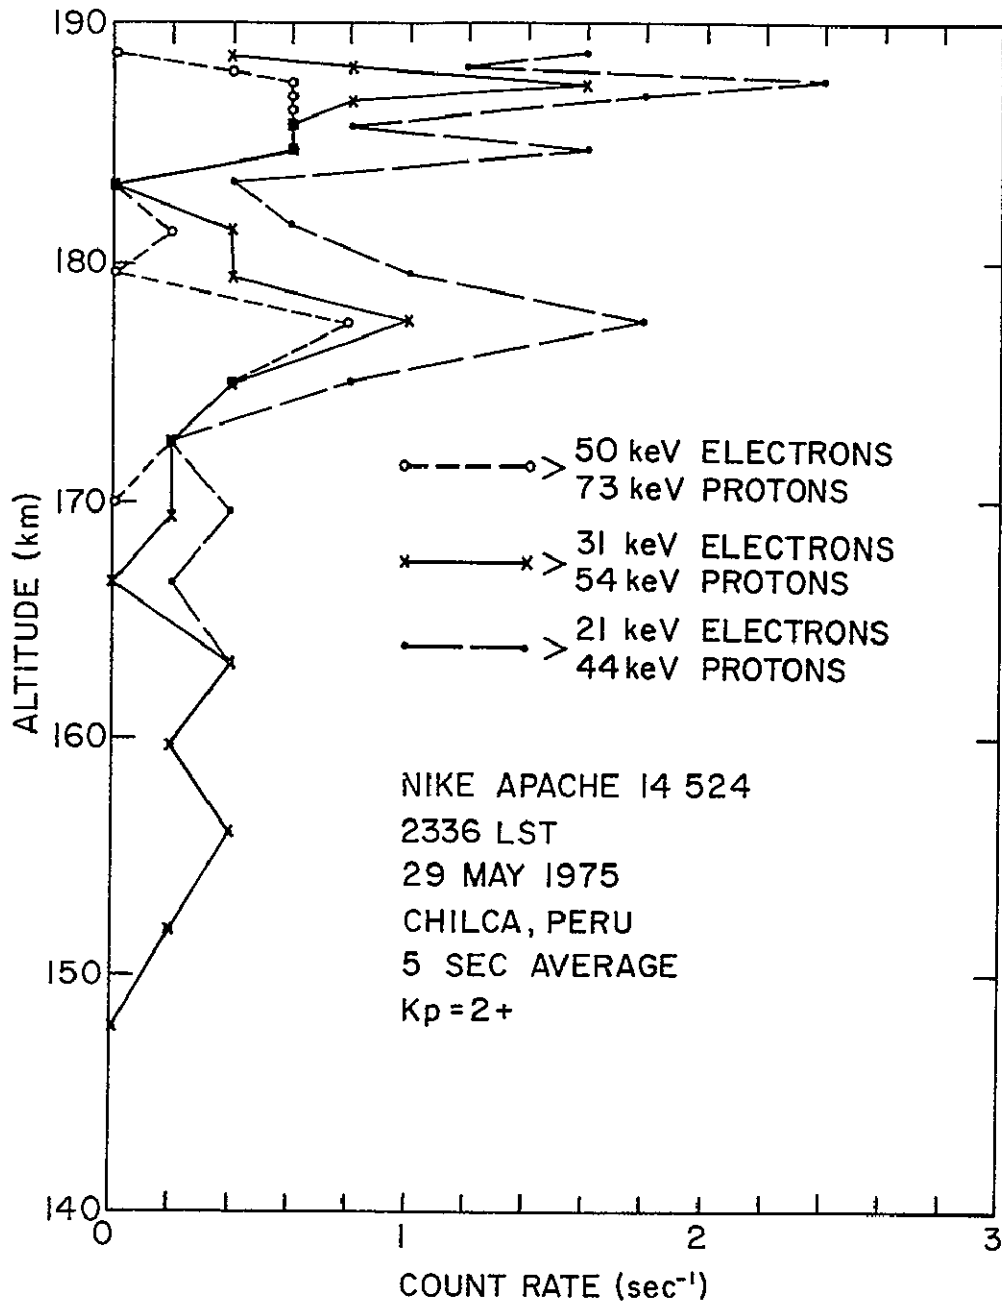 190
180
170
160
150
140
0
1
2
3
ALTITUDE (km)
COUNT RATE (sec⁻¹)
> 50 keV ELECTRONS
73 keV PROTONS
> 31 keV ELECTRONS
54 keV PROTONS
> 21 keV ELECTRONS
44 keV PROTONS
NIKE APACHE 14 524
2336 LST
29 MAY 1975
CHILCA, PERU
5 SEC AVERAGE
Kp = 2+